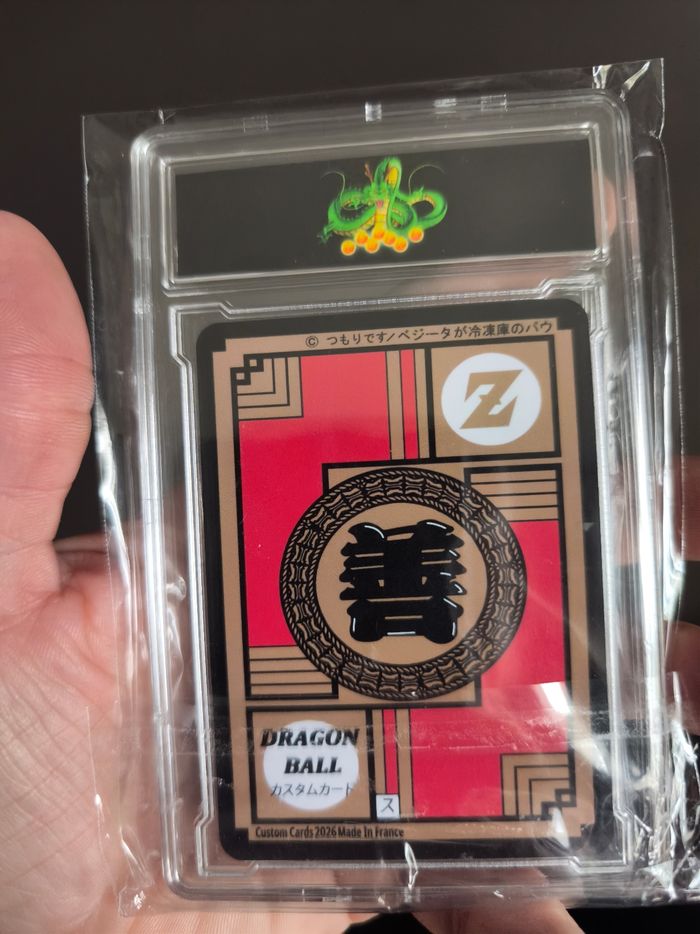 © つもりです/ベジータが冷凍庫のバウ
Z
善
DRAGON
BALL
カスタムカード
ス
Custom Cards 2026 Made In France